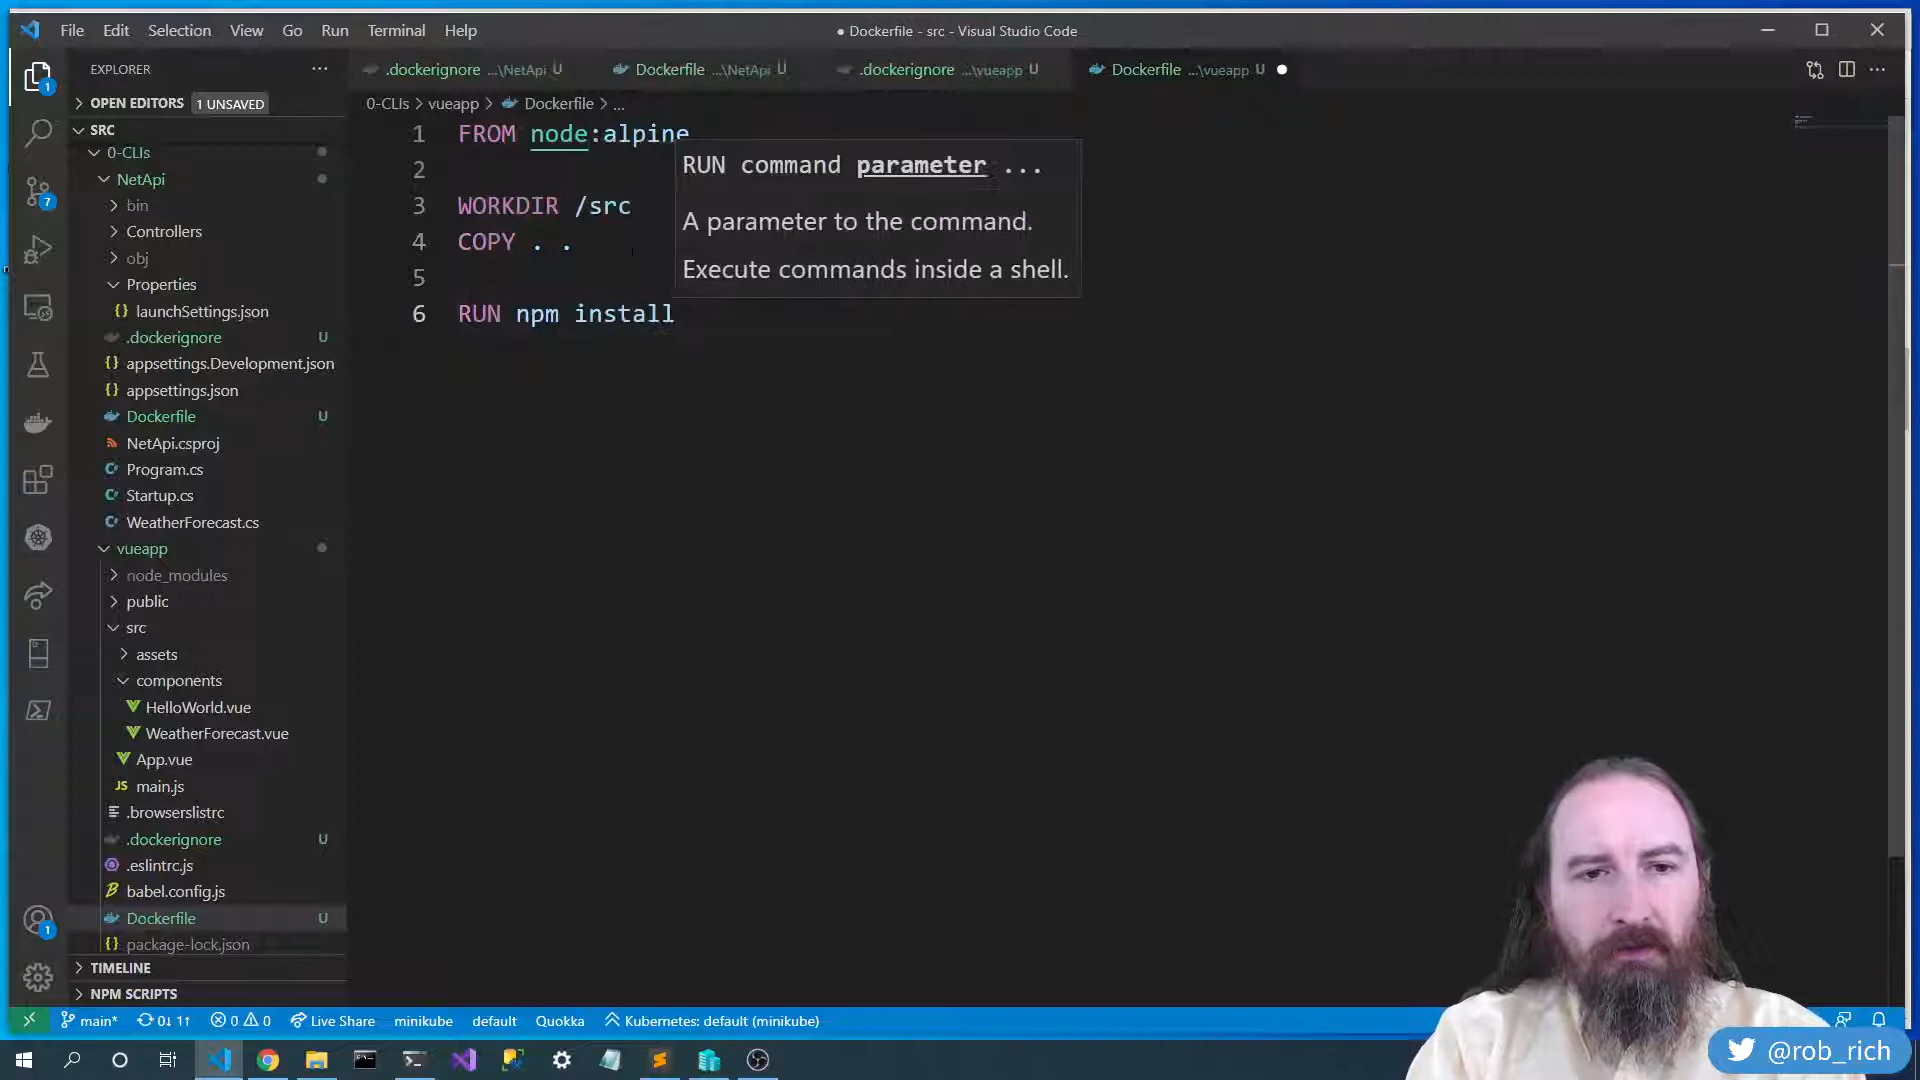 File Edit Selection View Go Run Terminal Help
● Dockerfile - src - Visual Studio Code
EXPLORER
.dockerignore ...\NetApi U
Dockerfile ...\NetApi U
.dockerignore ...\vueapp U
Dockerfile ...\vueapp U
OPEN EDITORS 1 UNSAVED
0-CLIs > vueapp > Dockerfile > ...
SRC
0-CLIs
NetApi
bin
Controllers
obj
Properties
launchSettings.json
.dockerignore U
appsettings.Development.json
appsettings.json
Dockerfile U
NetApi.csproj
Program.cs
Startup.cs
WeatherForecast.cs
vueapp
node_modules
public
src
assets
components
HelloWorld.vue
WeatherForecast.vue
App.vue
main.js
.browserslistrc
.dockerignore U
.eslintrc.js
babel.config.js
Dockerfile U
package-lock.json
TIMELINE
NPM SCRIPTS
1 FROM node:alpine
2
3 WORKDIR /src
4 COPY . .
5
6 RUN npm install
RUN command parameter ...
A parameter to the command.
Execute commands inside a shell.
1
7
1
main* 0↓ 1↑ 0 0 Live Share minikube default Quokka Kubernetes: default (minikube)
@rob_rich